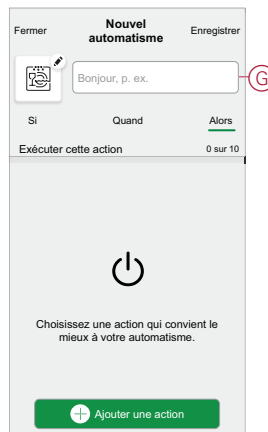 Fermer
Nouvel
automatisme
Enregistrer
Bonjour, p. ex.
G
Si
Quand
Alors
Exécuter cette action
0 sur 10
Choisissez une action qui convient le
mieux à votre automatisme.
Ajouter une action